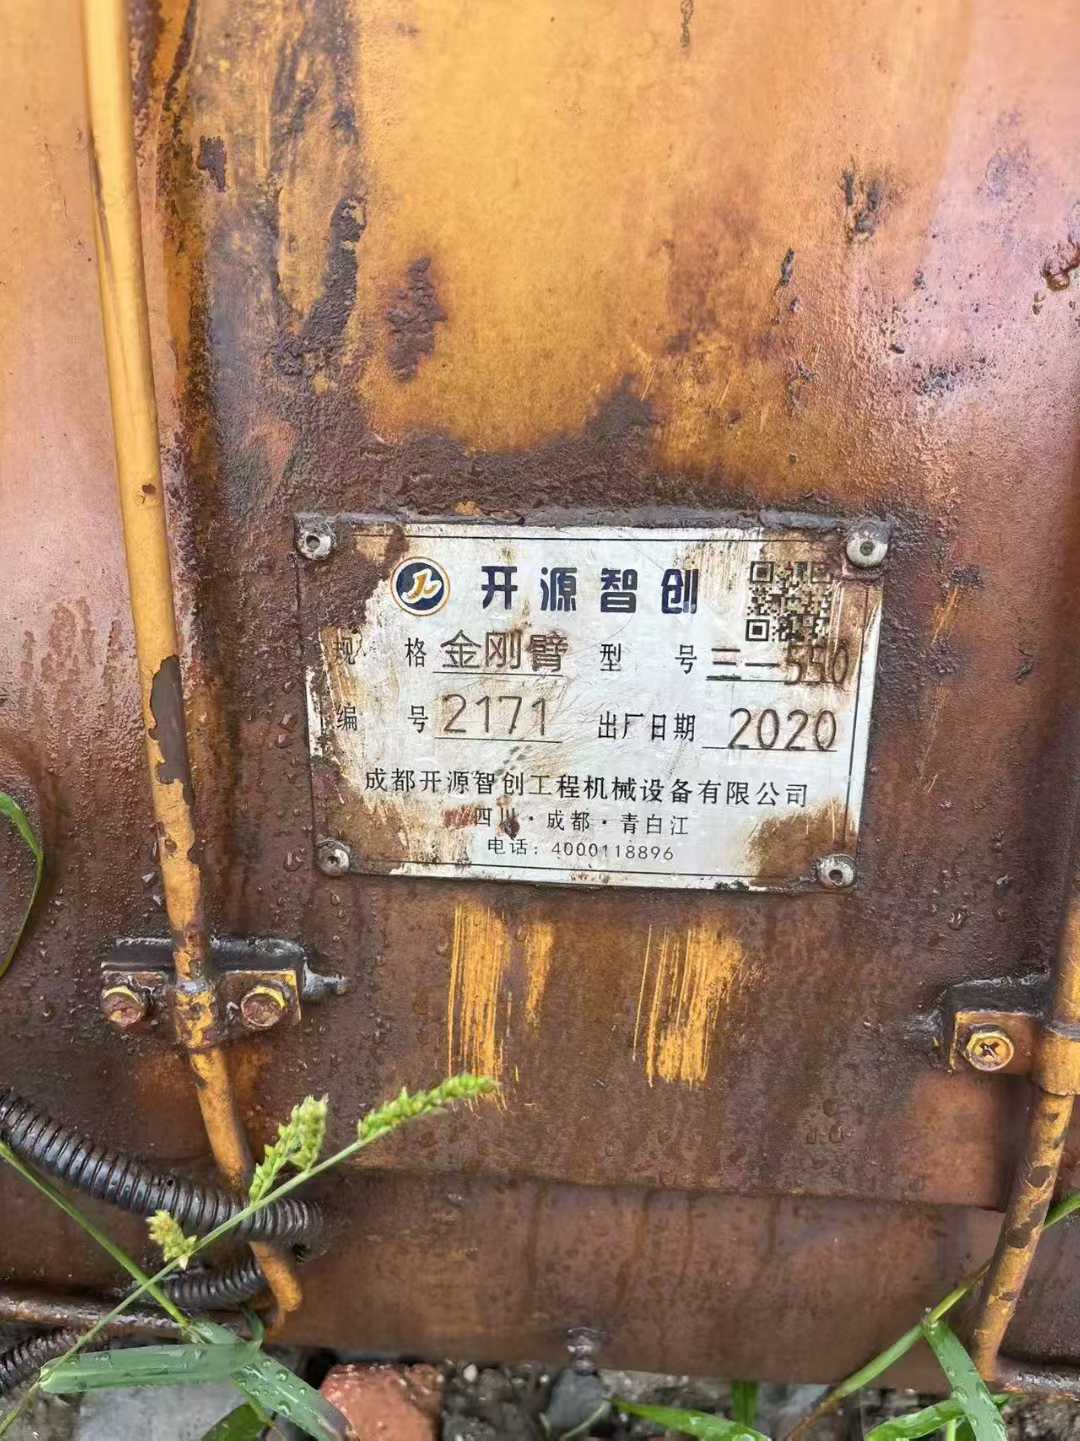 开源智创
规格 金刚臂 型号 三一550
编号 2171 出厂日期 2020
成都开源智创工程机械设备有限公司
四川·成都·青白江
电话：4000118896